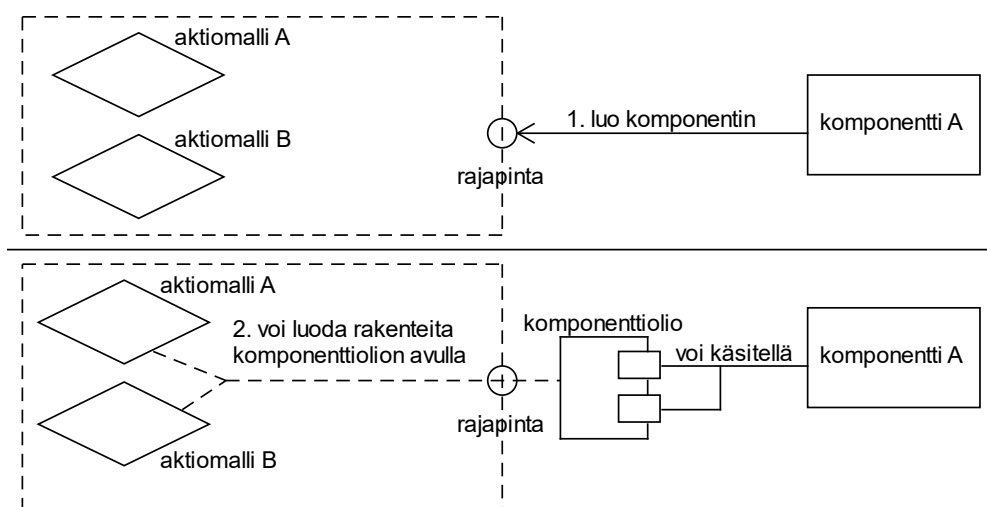 aktiomalli A
aktiomalli B
1. luo komponentin
komponentti A
rajapinta
aktiomalli A
2. voi luoda rakenteita
komponenttiolion avulla
komponenttiolio
voi käsitellä
komponentti A
rajapinta
aktiomalli B